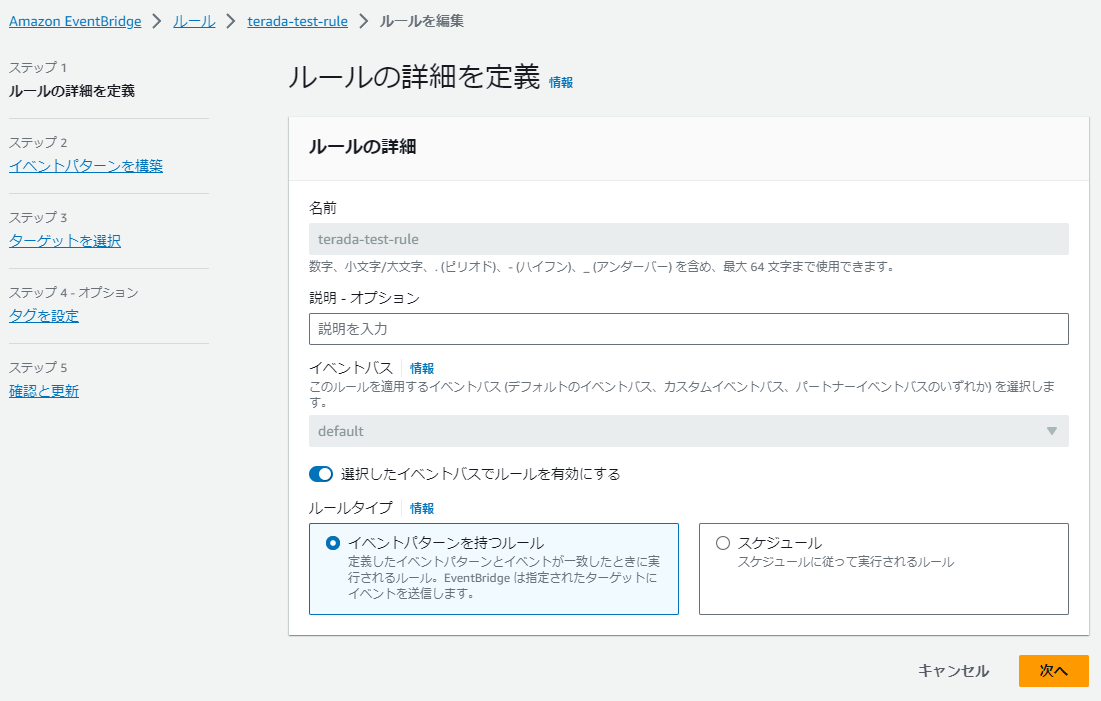 Amazon EventBridge > ルール > terada-test-rule > ルールを編集
ステップ 1
ルールの詳細を定義
ステップ 2
イベントパターンを構築
ステップ 3
ターゲットを選択
ステップ 4 - オプション
タグを設定
ステップ 5
確認と更新
ルールの詳細を定義 情報
ルールの詳細
名前
terada-test-rule
数字、小文字/大文字、. (ピリオド)、- (ハイフン)、_ (アンダーバー) を含め、最大 64 文字まで使用できます。
説明 - オプション
説明を入力
イベントバス 情報
このルールを適用するイベントバス (デフォルトのイベントバス、カスタムイベントバス、パートナーイベントバスのいずれか) を選択しま
す。
default
選択したイベントバスでルールを有効にする
ルールタイプ 情報
イベントパターンを持つルール
定義したイベントパターンとイベントが一致したときに実
行されるルール。EventBridge は指定されたターゲットに
イベントを送信します。
スケジュール
スケジュールに従って実行されるルール
キャンセル
次へ